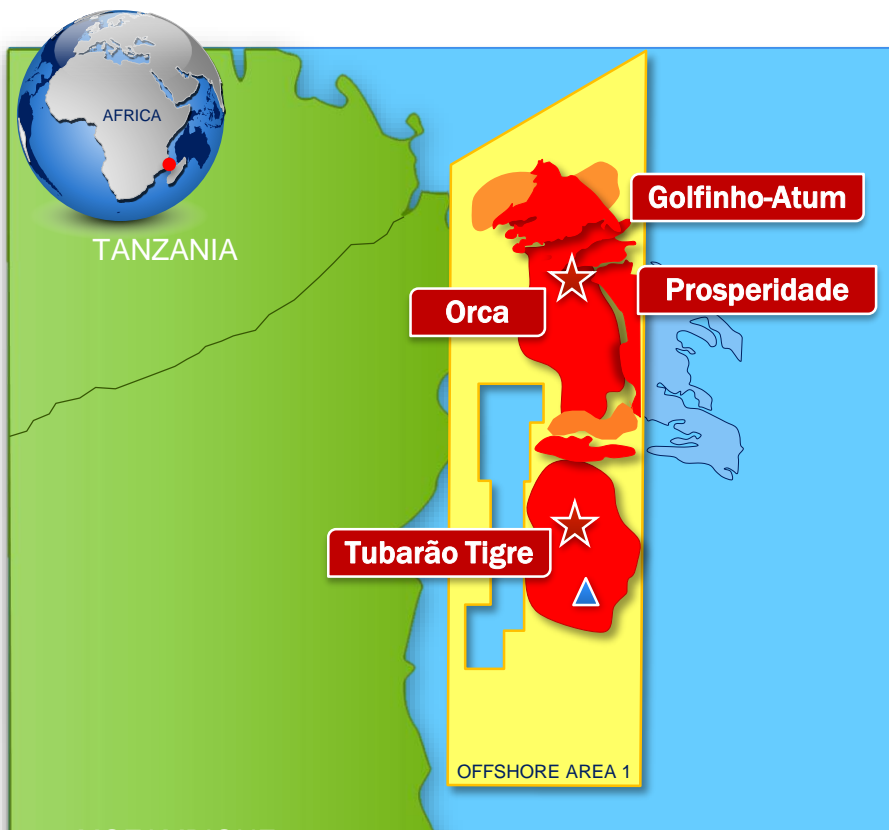 AFRICA
TANZANIA
Golfinho-Atum
Prosperidade
Orca
Tubarão Tigre
OFFSHORE AREA 1